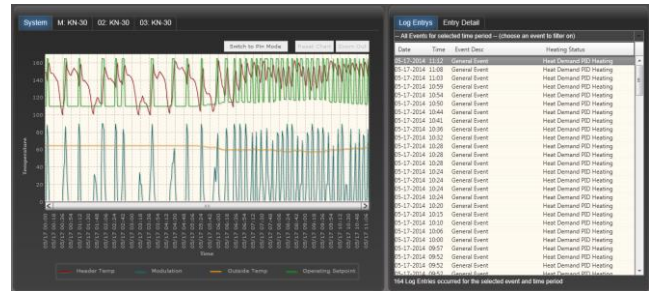 System M: KN-30 02: KN-30 03: KN-30
Switch to Pin Mode Reset Chart Zoom Out
160
140
120
100
80
60
40
20
0
Temperature
Time
Header Temp Modulation Outside Temp Operating Setpoint
Log Entrys Entry Detail
-- All Events for selected time period -- (choose an event to filter on)
Date Time Event Desc Heating Status
05-17-2014 11:12 General Event Heat Demand PID Heating
05-17-2014 11:08 General Event Heat Demand PID Heating
05-17-2014 11:03 General Event Heat Demand PID Heating
05-17-2014 10:59 General Event Heat Demand PID Heating
05-17-2014 10:54 General Event Heat Demand PID Heating
05-17-2014 10:50 General Event Heat Demand PID Heating
05-17-2014 10:44 General Event Heat Demand PID Heating
05-17-2014 10:41 General Event Heat Demand PID Heating
05-17-2014 10:36 General Event Heat Demand PID Heating
05-17-2014 10:32 General Event Heat Demand PID Heating
05-17-2014 10:28 General Event Heat Demand PID Heating
05-17-2014 10:28 General Event Heat Demand PID Heating
05-17-2014 10:28 General Event Heat Demand PID Heating
05-17-2014 10:24 General Event Heat Demand PID Heating
05-17-2014 10:24 General Event Heat Demand PID Heating
05-17-2014 10:24 General Event Heat Demand PID Heating
05-17-2014 10:20 General Event Heat Demand PID Heating
05-17-2014 10:15 General Event Heat Demand PID Heating
05-17-2014 10:10 General Event Heat Demand PID Heating
05-17-2014 10:06 General Event Heat Demand PID Heating
05-17-2014 10:00 General Event Heat Demand PID Heating
05-17-2014 09:57 General Event Heat Demand PID Heating
05-17-2014 09:52 General Event Heat Demand PID Heating
05-17-2014 09:52 General Event Heat Demand PID Heating
164 Log Entries occurred for the selected event and time period